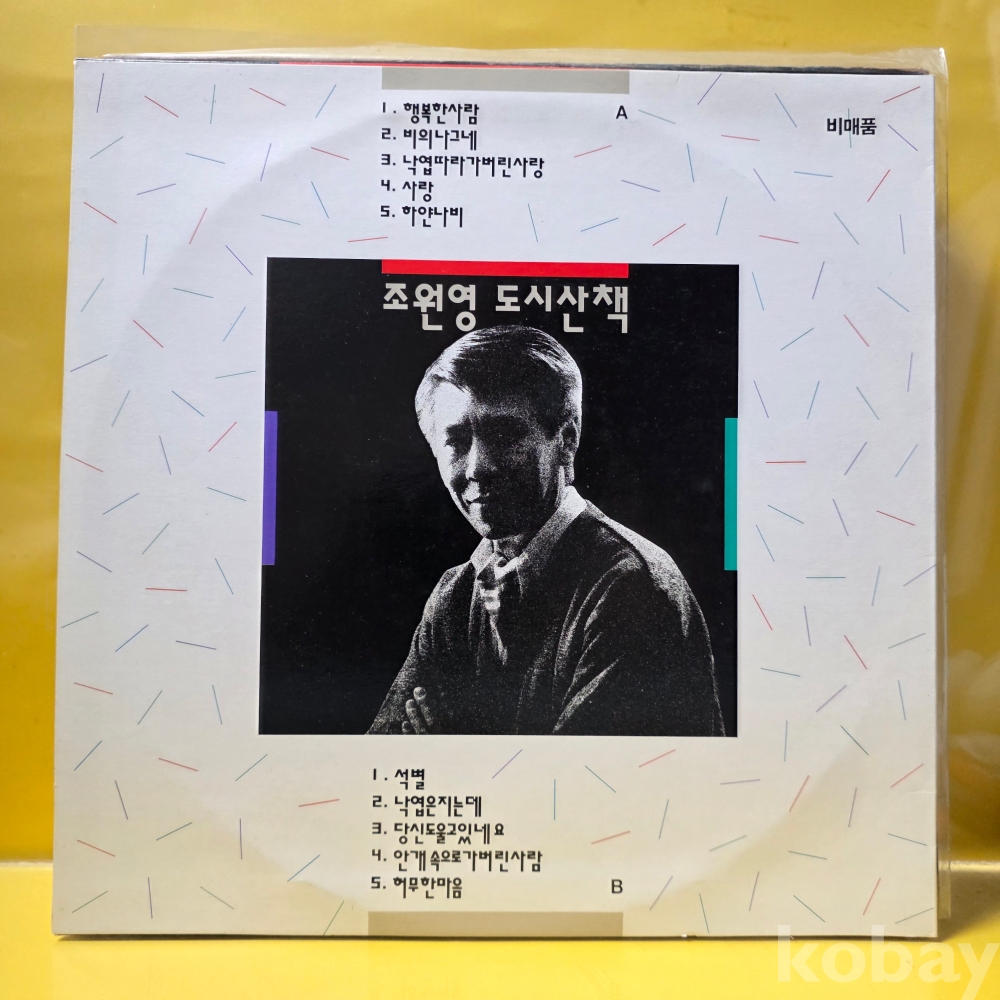 1. 행복한사람
A
비매품
2. 비의나그네
3. 낙엽따라가버린사랑
4. 사랑
5. 하얀나비
조원영 도시산책
1. 석별
2. 낙엽은지는데
3. 당신도울고있네요
4. 안개속으로가버린사람
5. 허무한마음
B
kobay